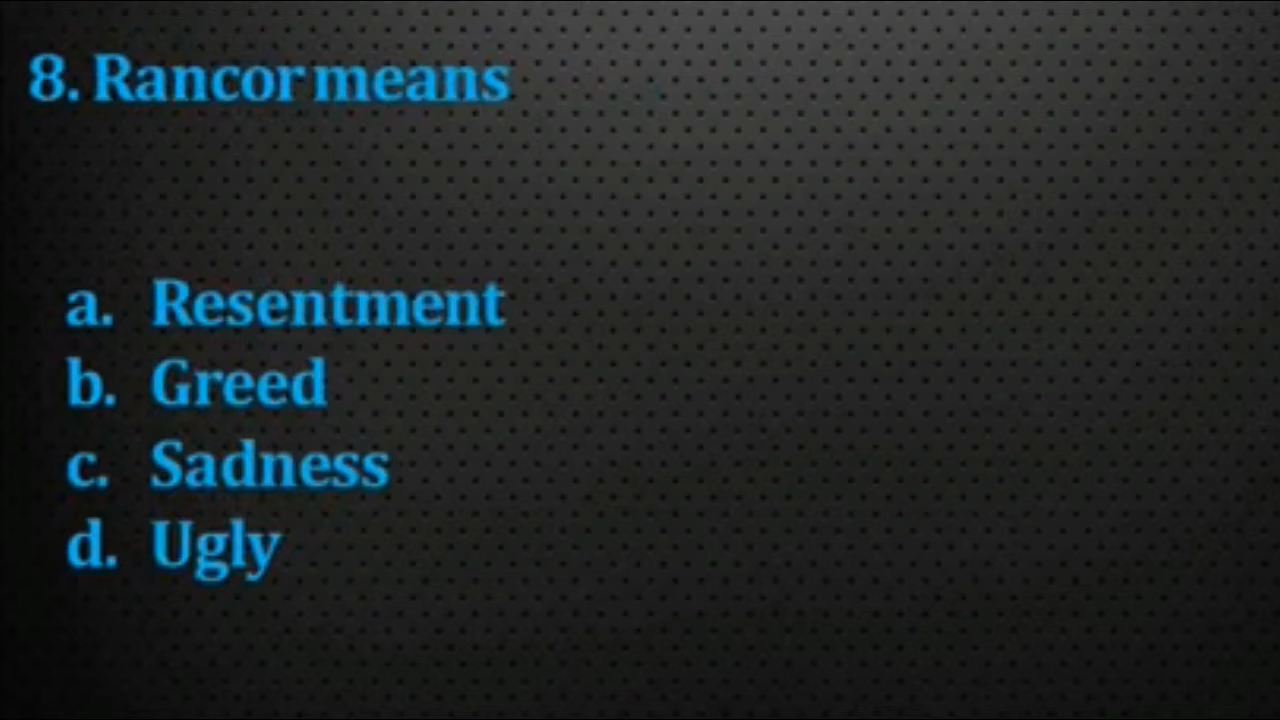 8. Rancor means
a. Resentment
b. Greed
c. Sadness
d. Ugly